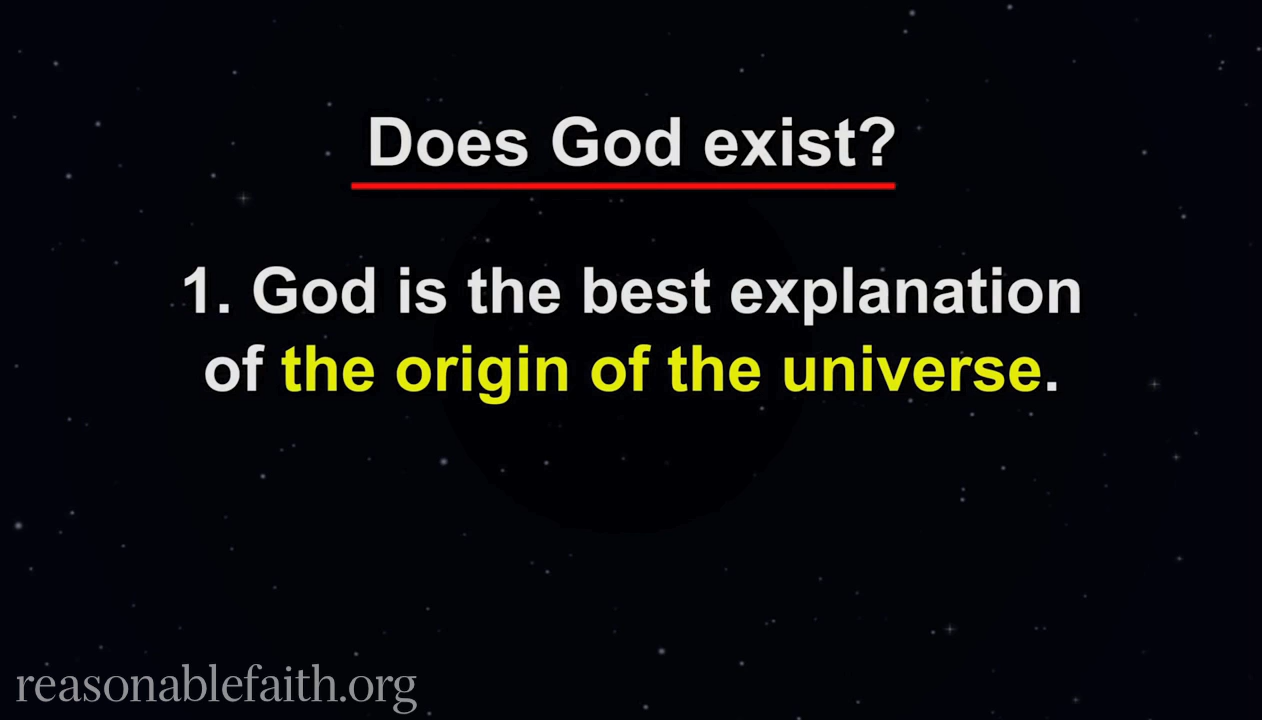 Does God exist?
1. God is the best explanation
of the origin of the universe.
reasonablefaith.org